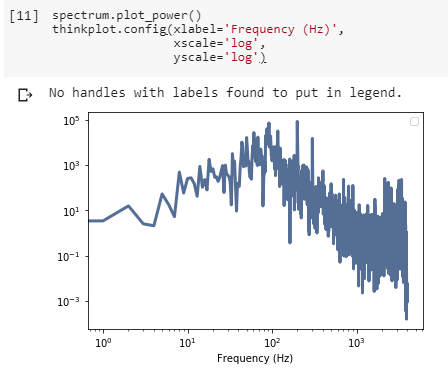 [11] spectrum.plot_power()
thinkplot.config(xlabel='Frequency (Hz)',
xscale='log',
yscale='log')
No handles with labels found to put in legend.
10⁵
10³
10¹
10⁻¹
10⁻³
10⁰ 10¹ 10² 10³
Frequency (Hz)